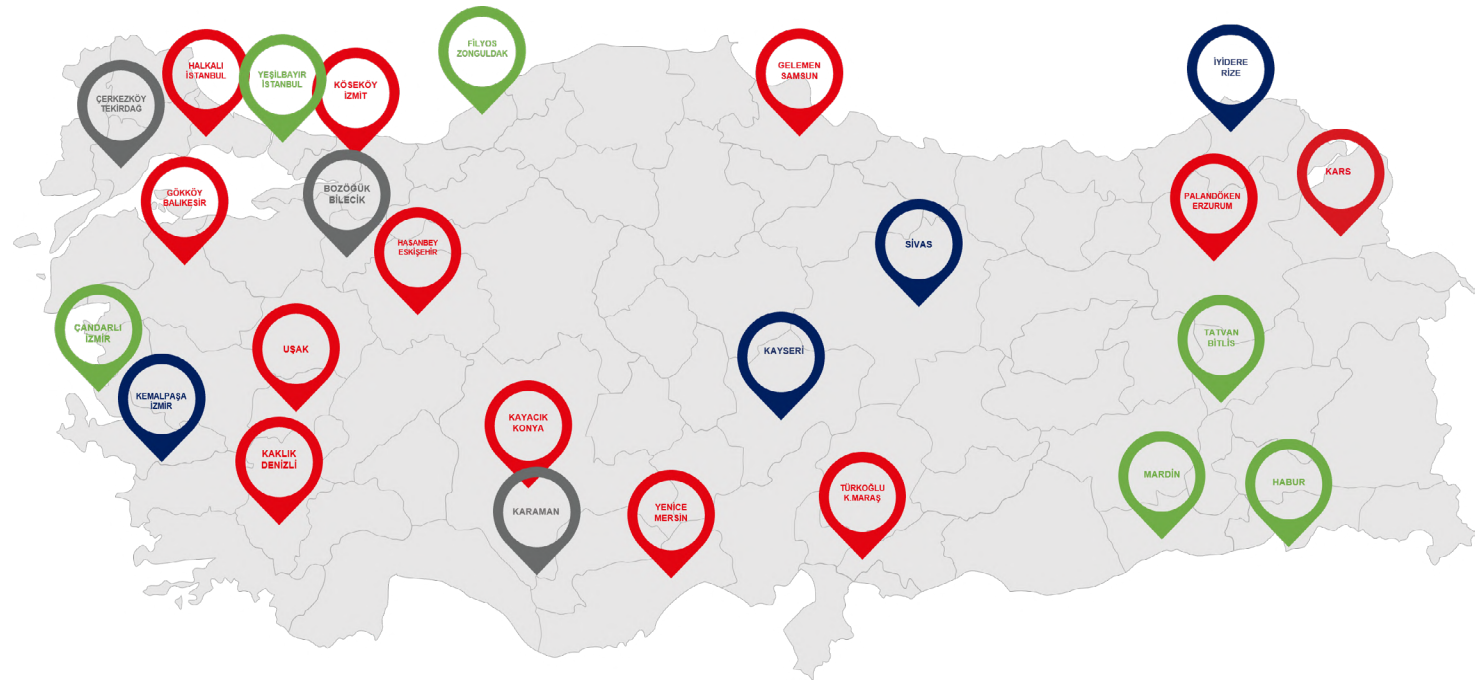 FİLYOS
ZONGULDAK
HALKALI
İSTANBUL
YEŞİLBAYIR
İSTANBUL
KÖSEKÖY
İZMİT
GELEMEN
SAMSUN
İYİDERE
RİZE
ÇERKEZKÖY
TEKİRDAĞ
GÖKKÖY
BALIKESİR
BOZÖĞÜK
BİLECİK
PALANDÖKEN
ERZURUM
KARS
HASANBEY
ESKİŞEHİR
SİVAS
ÇANDARLI
İZMİR
UŞAK
KAYSERİ
TATVAN
BİTLİS
KEMALPAŞA
İZMİR
KAYACIK
KONYA
KAKLIK
DENİZLİ
MARDİN
HABUR
KARAMAN
YENİCE
MERSİN
TÜRKOĞLU
K.MARAŞ